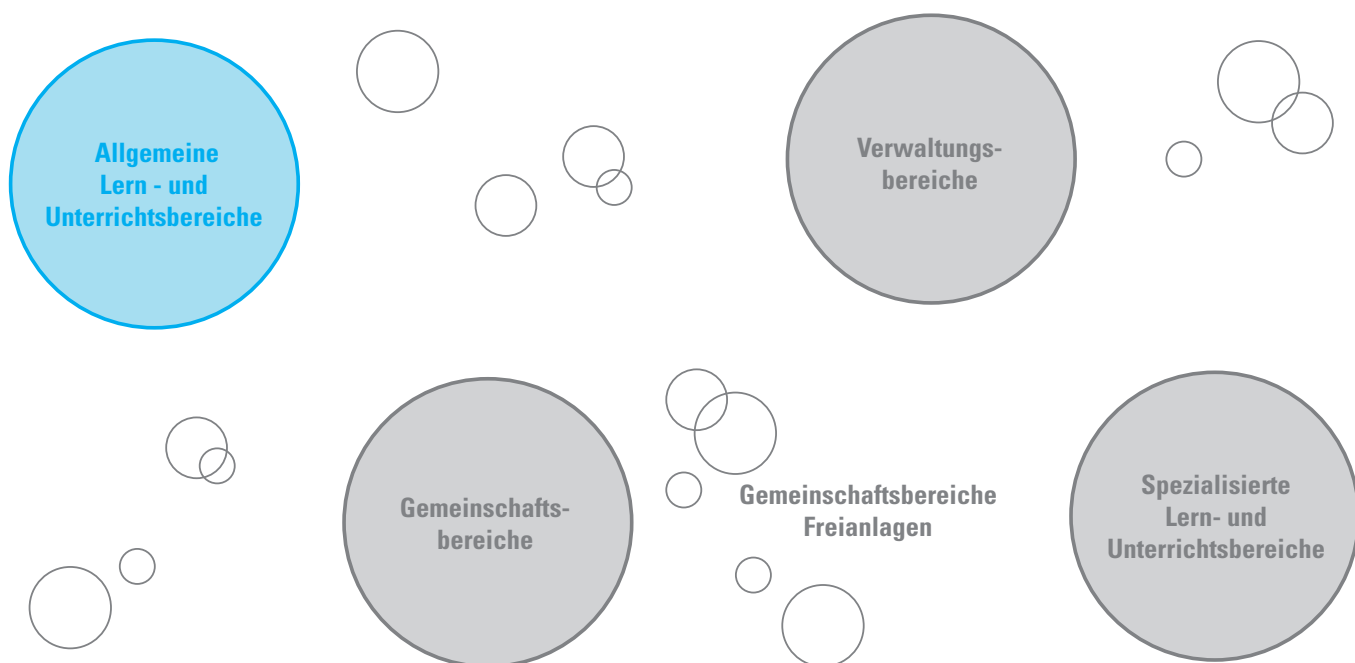 Allgemeine
Lern - und
Unterrichtsbereiche
Verwaltungs-
bereiche
Gemeinschafts-
bereiche
Gemeinschaftsbereiche
Freianlagen
Spezialisierte
Lern- und
Unterrichtsbereiche